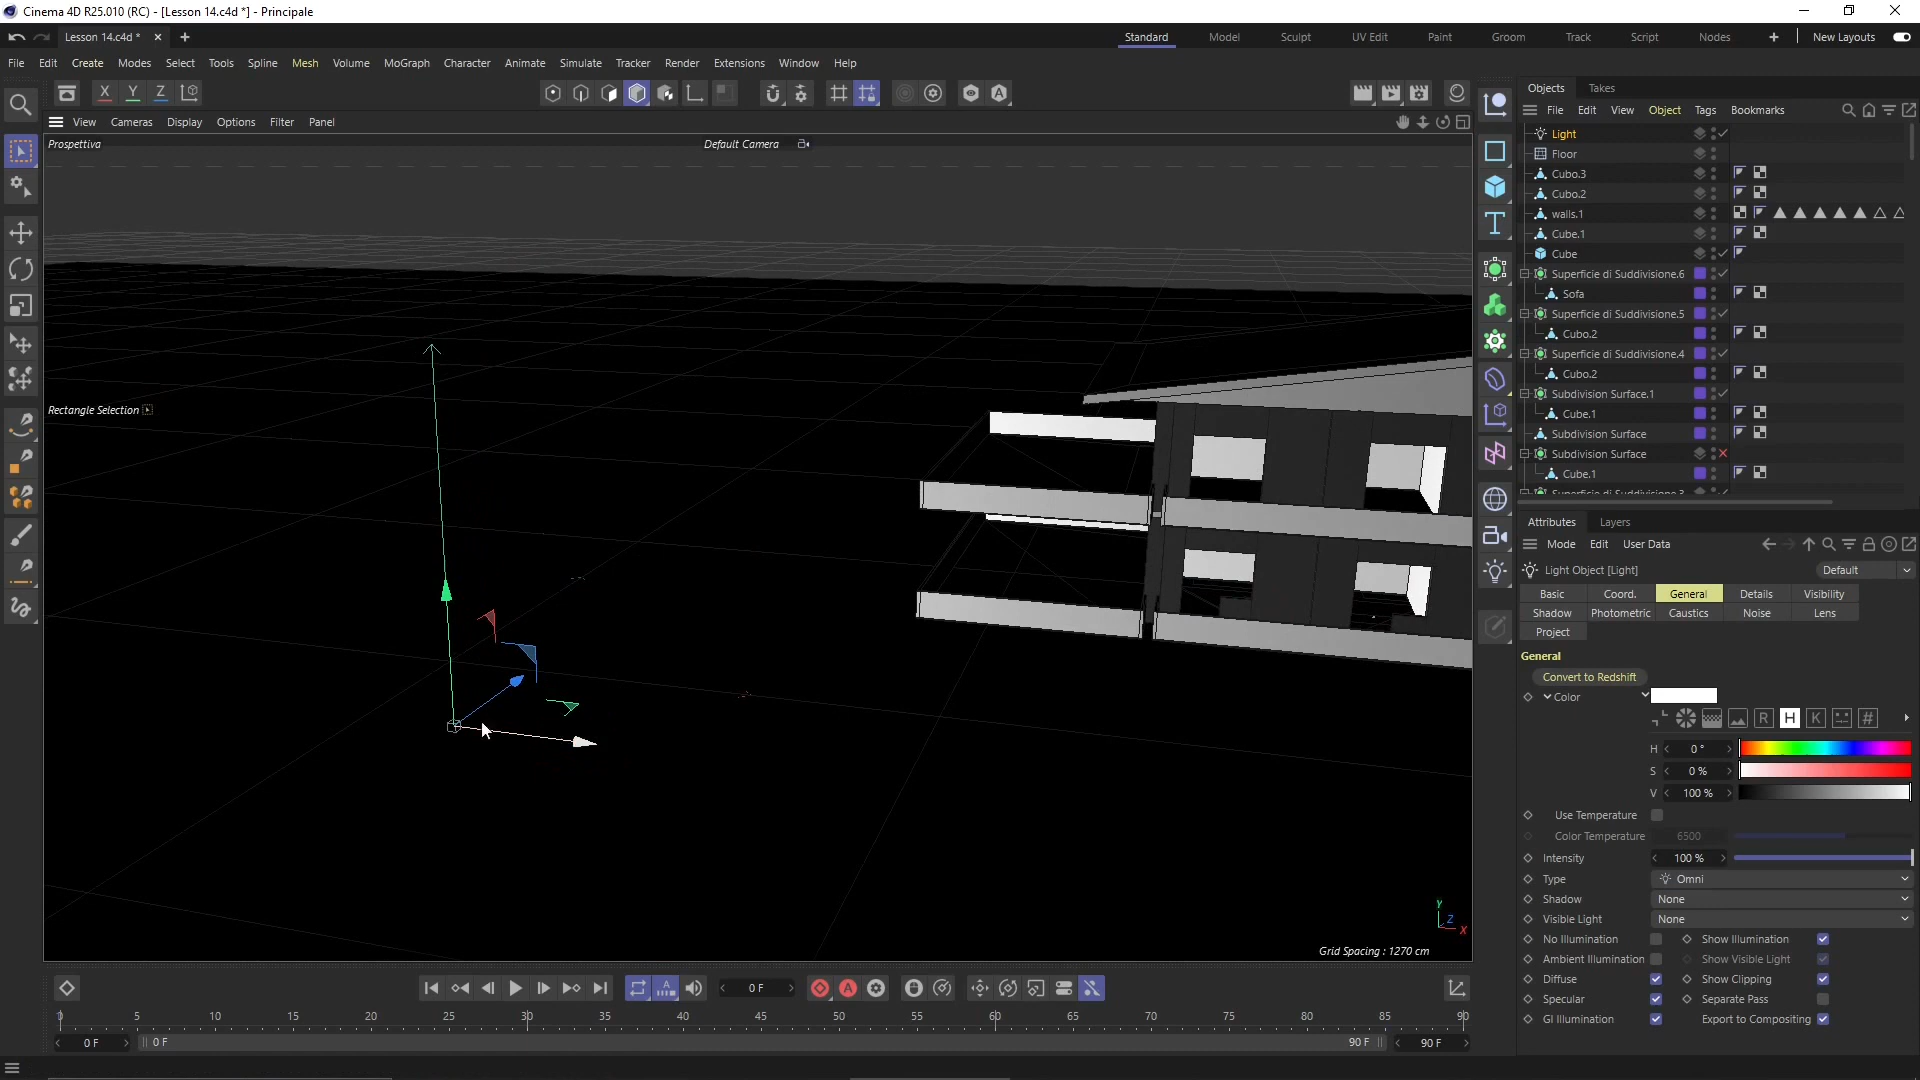 Cinema 4D R25.010 (RC) - [Lesson 14.c4d *] - Principale
Lesson 14.c4d *
Standard Model Sculpt UV Edit Paint Groom Track Script Nodes New Layouts
File Edit Create Modes Select Tools Spline Mesh Volume MoGraph Character Animate Simulate Tracker Render Extensions Window Help
X Y Z
View Cameras Display Options Filter Panel
Prospettiva
Default Camera
Rectangle Selection
Y
Z
X
Grid Spacing : 1270 cm
Objects Takes
File Edit View Object Tags Bookmarks
Light
Floor
Cubo.3
Cubo.2
walls.1
Cube.1
Cube
Superficie di Suddivisione.6
Sofa
Superficie di Suddivisione.5
Cubo.2
Superficie di Suddivisione.4
Cubo.2
Subdivision Surface.1
Cube.1
Subdivision Surface
Subdivision Surface
Cube.1
Superficie di Suddivisione.3
Attributes Layers
Mode Edit User Data
Light Object [Light] Default
Basic Coord. General Details Visibility
Shadow Photometric Caustics Noise Lens
Project
General
Convert to Redshift
Color
R H K #
H 0 °
S 0 %
V 100 %
Use Temperature
Color Temperature 6500
Intensity 100 %
Type Omni
Shadow None
Visible Light None
No Illumination Show Illumination
Ambient Illumination Show Visible Light
Diffuse Show Clipping
Specular Separate Pass
GI Illumination Export to Compositing
0 F
0 5 10 15 20 25 30 35 40 45 50 55 60 65 70 75 80 85 90
0 F 0 F 90 F 90 F